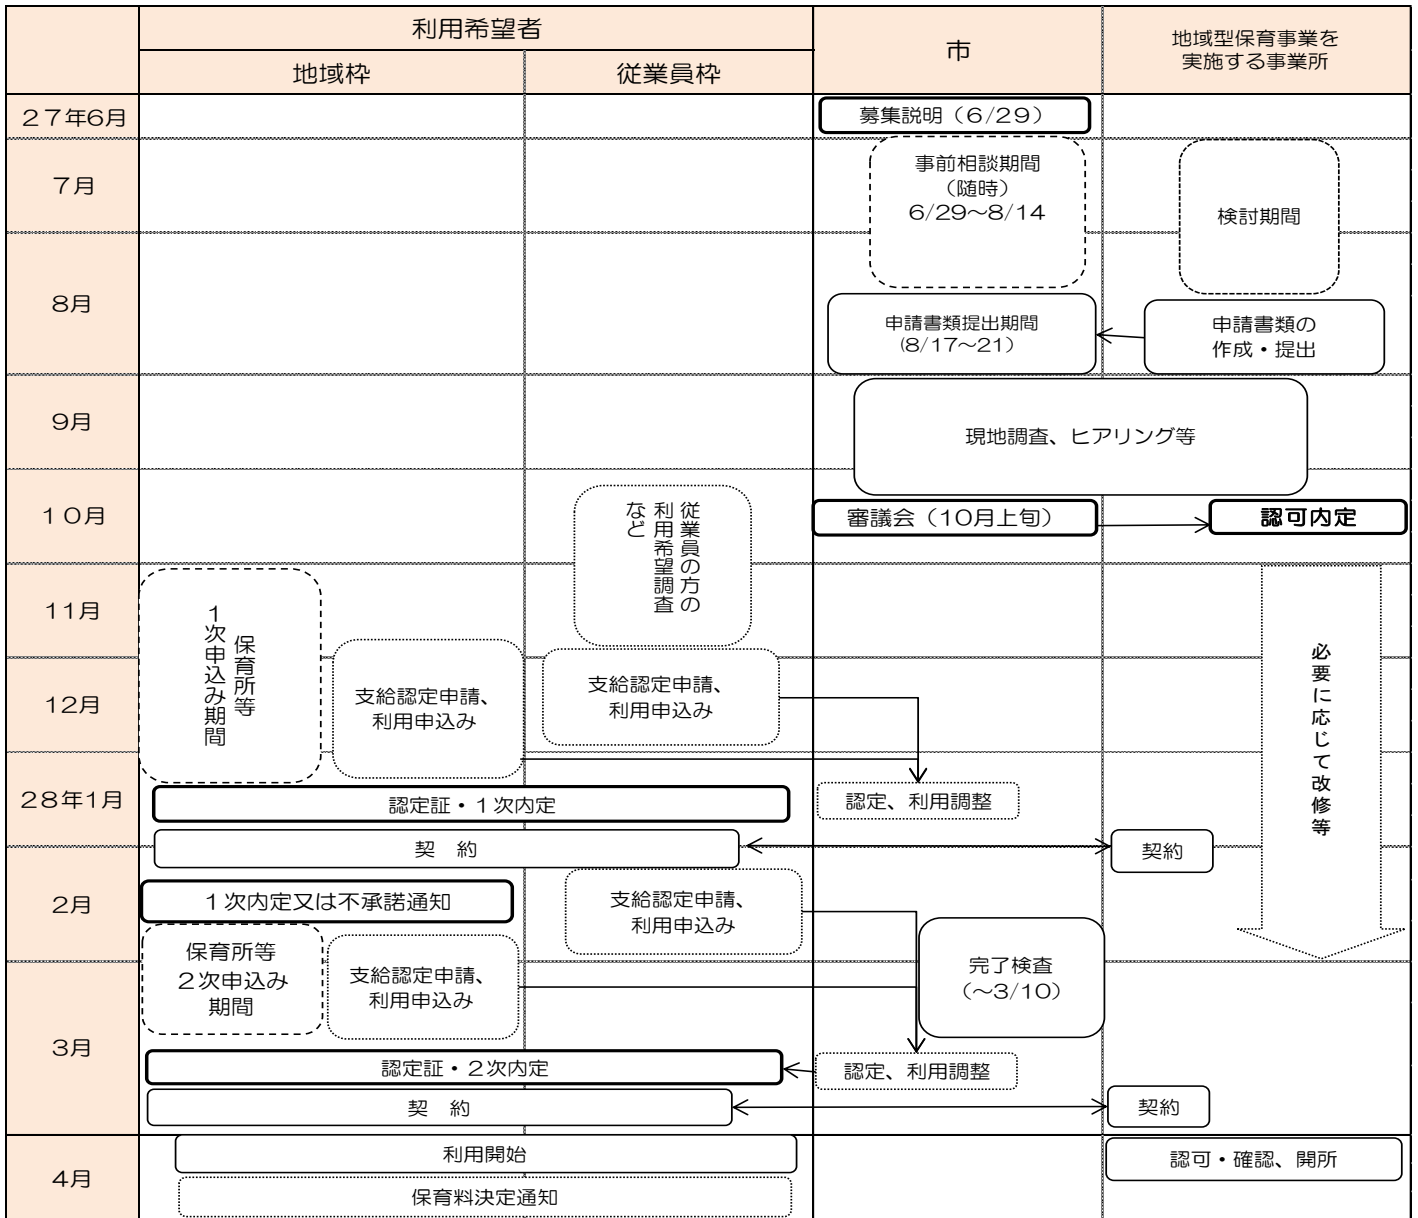 利用希望者
市
地域型保育事業を
実施する事業所
地域枠
従業員枠
２７年６月
募集説明（６/２９）
７月
事前相談期間
（随時）
６/２９～８/１４
検討期間
８月
申請書類提出期間
(８/１７～２１）
申請書類の
作成・提出
９月
現地調査、ヒアリング等
１０月
従業員の方の
利用希望調査
など
審議会（１０月上旬）
認可内定
１１月
保育所等
１次申込み期間
必要に応じて改修等
１２月
支給認定申請、
利用申込み
支給認定申請、
利用申込み
２８年１月
認定証・１次内定
認定、利用調整
契　約
契約
２月
１次内定又は不承諾通知
支給認定申請、
利用申込み
保育所等
２次申込み
期間
支給認定申請、
利用申込み
完了検査
（～３/１０）
３月
認定証・２次内定
認定、利用調整
契　約
契約
４月
利用開始
認可・確認、開所
保育料決定通知